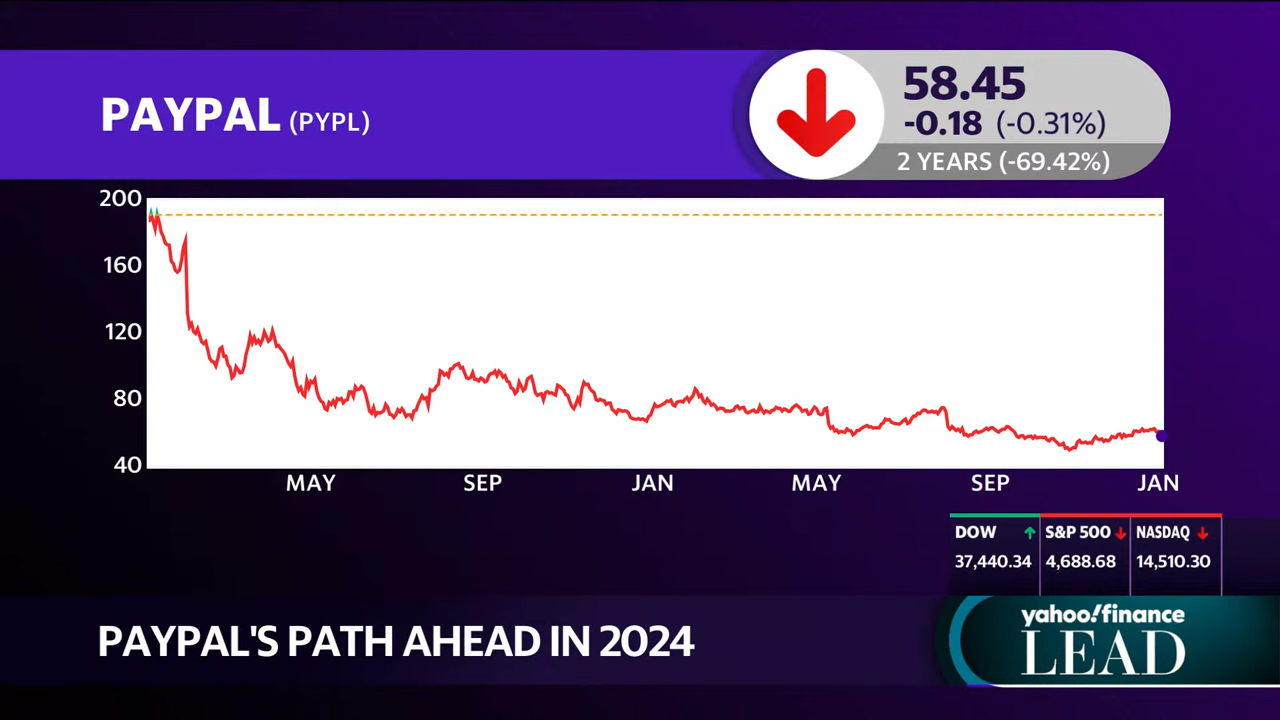 PAYPAL (PYPL)
58.45
-0.18 (-0.31%)
2 YEARS (-69.42%)
200
160
120
80
40
MAY SEP JAN MAY SEP JAN
DOW S&P 500 NASDAQ
37,440.34 4,688.68 14,510.30
PAYPAL'S PATH AHEAD IN 2024
yahoo!finance
LEAD